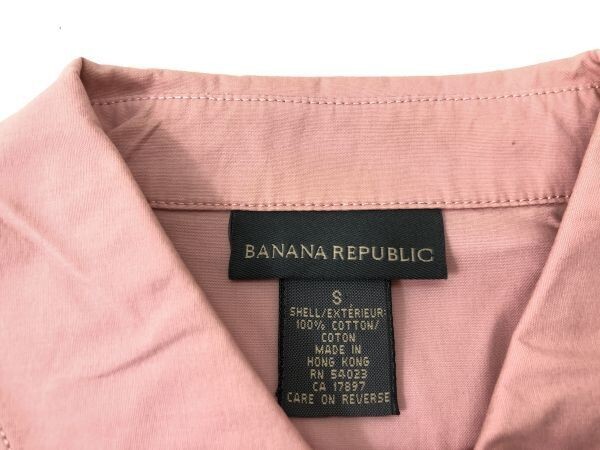 BANANA REPUBLIC
S
SHELL/EXTÉRIEUR:
100% COTTON/
COTON
MADE IN
HONG KONG
RN 54023
CA 17897
CARE ON REVERSE